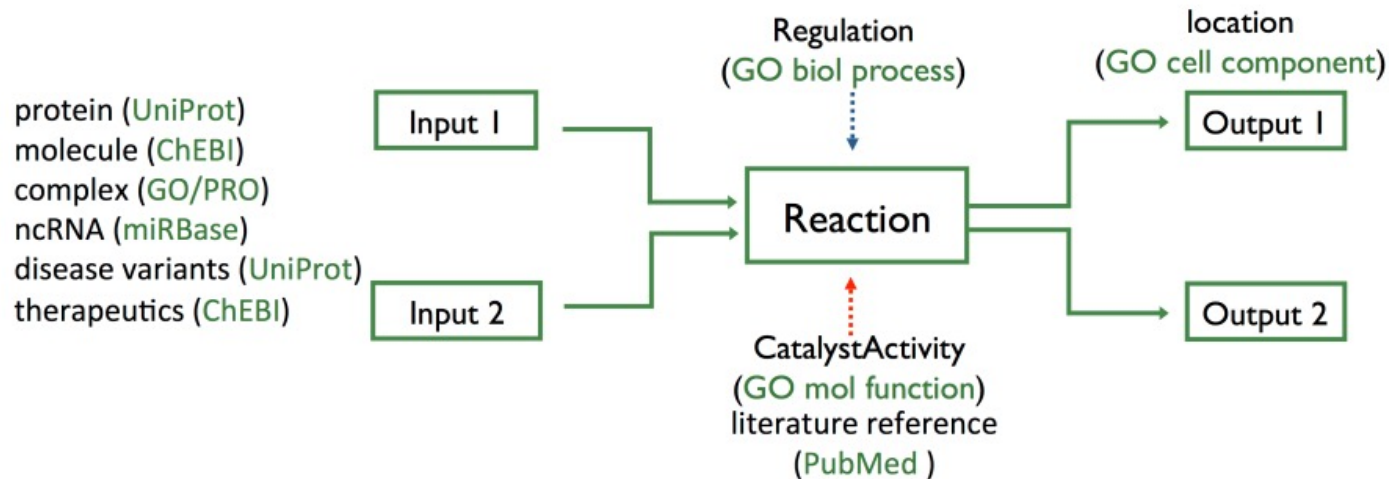 protein (UniProt)
molecule (ChEBI)
complex (GO/PRO)
ncRNA (miRBase)
disease variants (UniProt)
therapeutics (ChEBI)
Input 1
Input 2
Regulation
(GO biol process)
Reaction
CatalystActivity
(GO mol function)
literature reference
(PubMed )
location
(GO cell component)
Output 1
Output 2